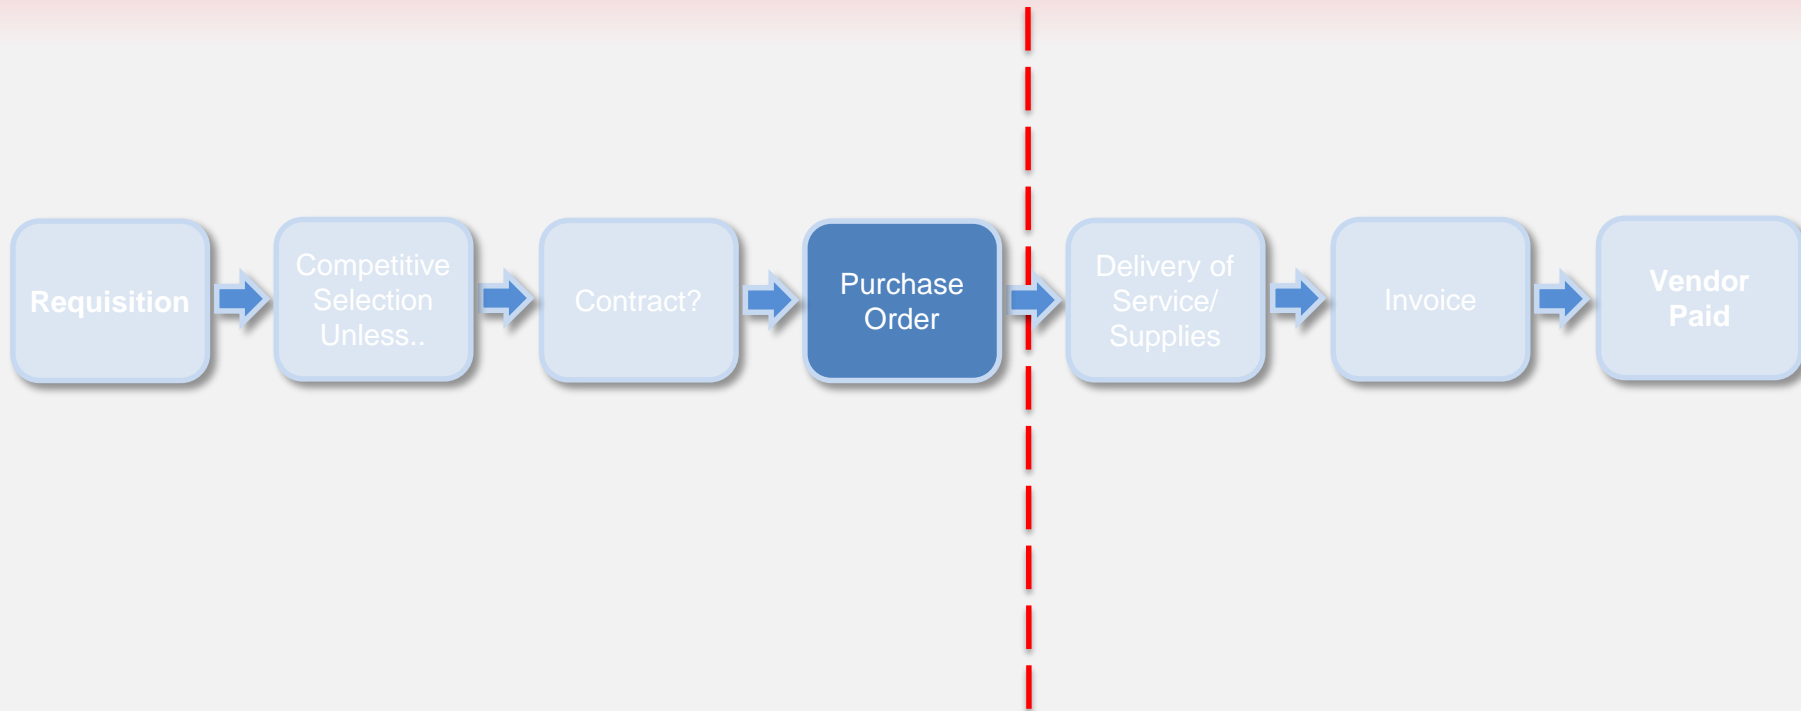 Requisition
Competitive
Selection
Unless..
Contract?
Purchase
Order
Delivery of
Service/
Supplies
Invoice
Vendor
Paid